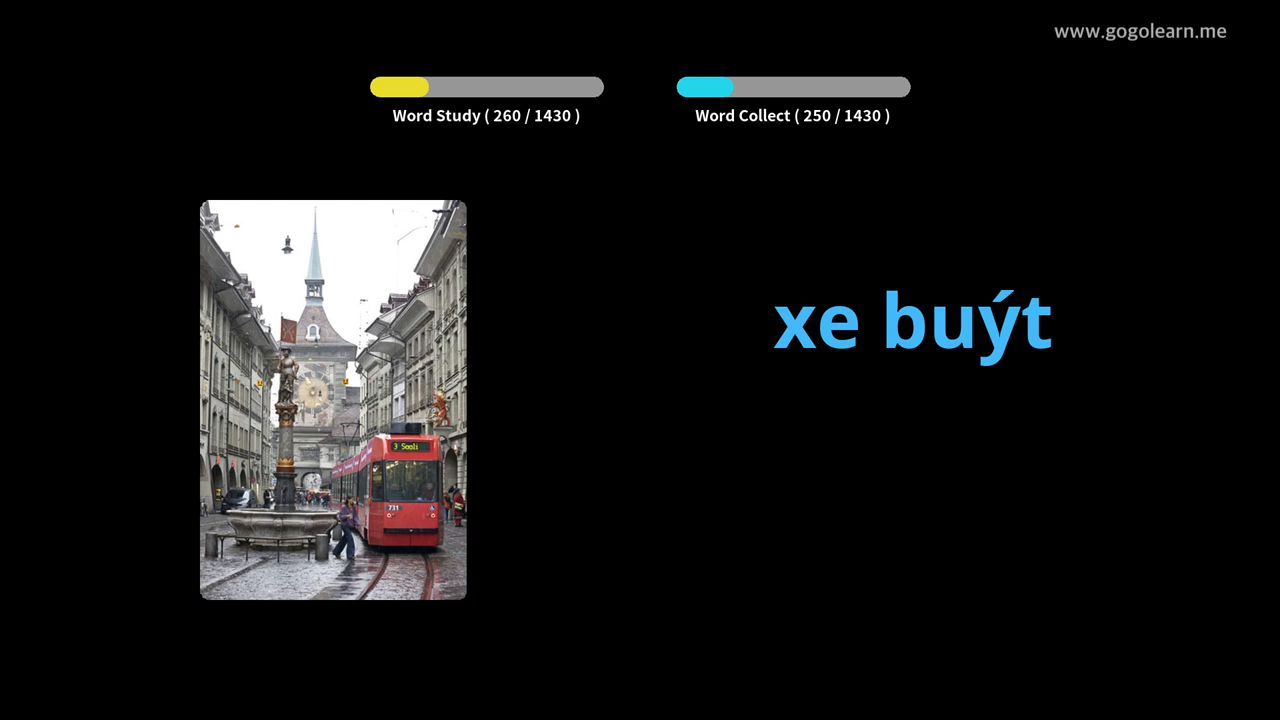 www.gogolearn.me
Word Study ( 260 / 1430 )
Word Collect ( 250 / 1430 )
xe buýt
3 Saali
731